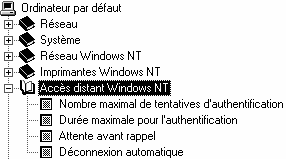 Ordinateur par défaut
Réseau
Système
Réseau Windows NT
Imprimantes Windows NT
Accès distant Windows NT
Nombre maximal de tentatives d'authentification
Durée maximale pour l'authentification
Attente avant rappel
Déconnexion automatique